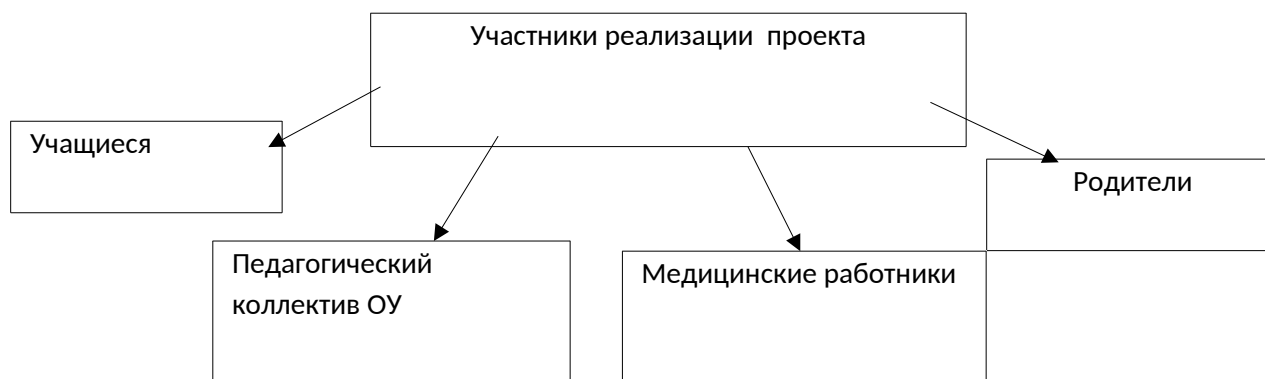 Участники реализации проекта
Учащиеся
Родители
Педагогический
коллектив ОУ
Медицинские работники